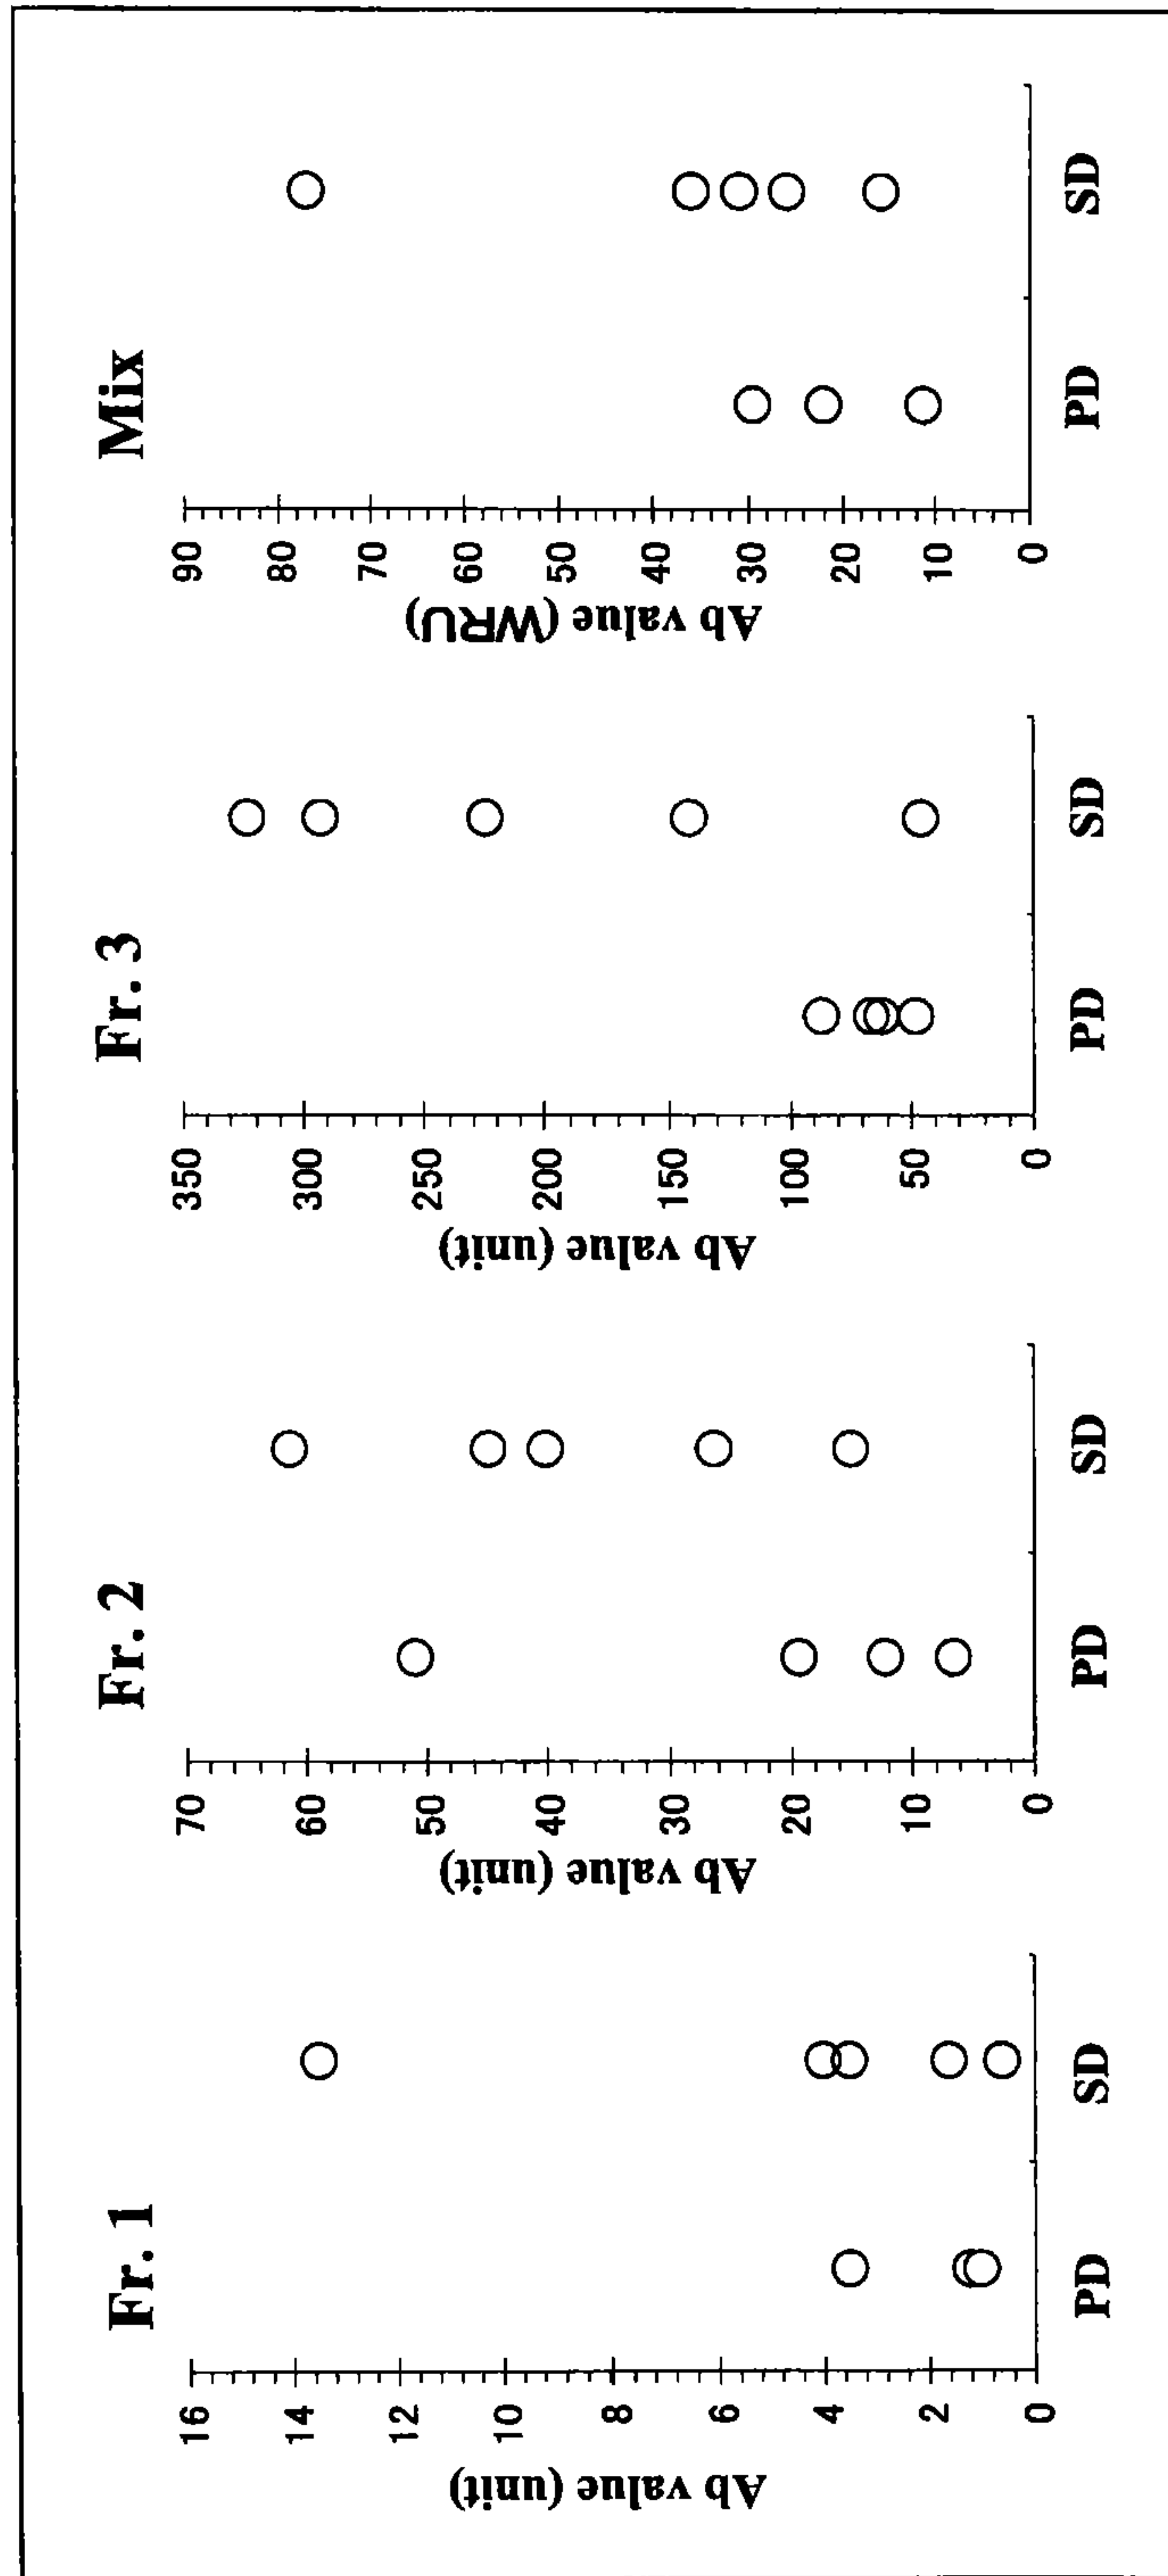 Fr. 1
Ab value (unit)
16
14
12
10
8
6
4
2
0
PD
SD
Fr. 2
Ab value (unit)
70
60
50
40
30
20
10
0
PD
SD
Fr. 3
Ab value (unit)
350
300
250
200
150
100
50
0
PD
SD
Mix
Ab value (WRU)
90
80
70
60
50
40
30
20
10
0
PD
SD